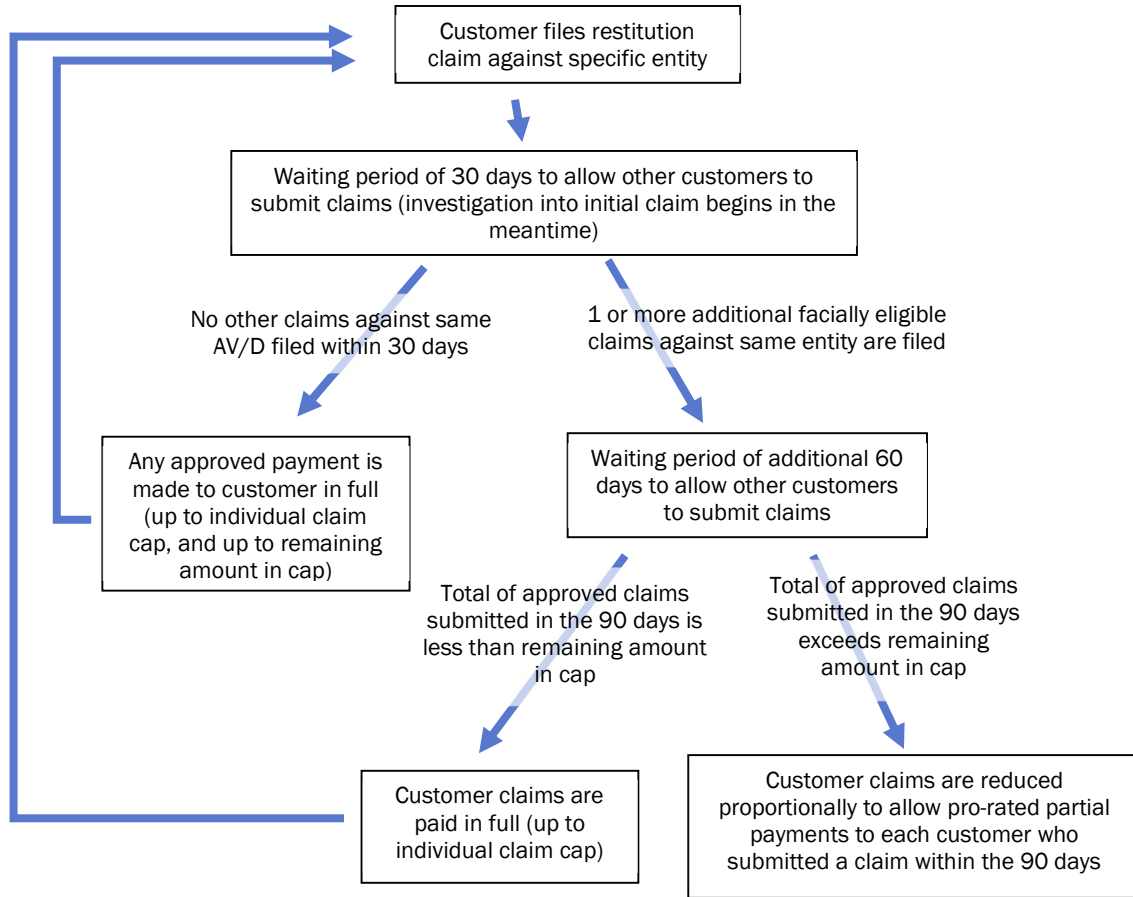 Customer files restitution
claim against specific entity
Waiting period of 30 days to allow other customers to
submit claims (investigation into initial claim begins in the
meantime)
No other claims against same
AV/D filed within 30 days
1 or more additional facially eligible
claims against same entity are filed
Any approved payment is
made to customer in full
(up to individual claim
cap, and up to remaining
amount in cap)
Waiting period of additional 60
days to allow other customers
to submit claims
Total of approved claims
submitted in the 90 days is
less than remaining amount
in cap
Total of approved claims
submitted in the 90 days
exceeds remaining
amount in cap
Customer claims are
paid in full (up to
individual claim cap)
Customer claims are reduced
proportionally to allow pro-rated partial
payments to each customer who
submitted a claim within the 90 days